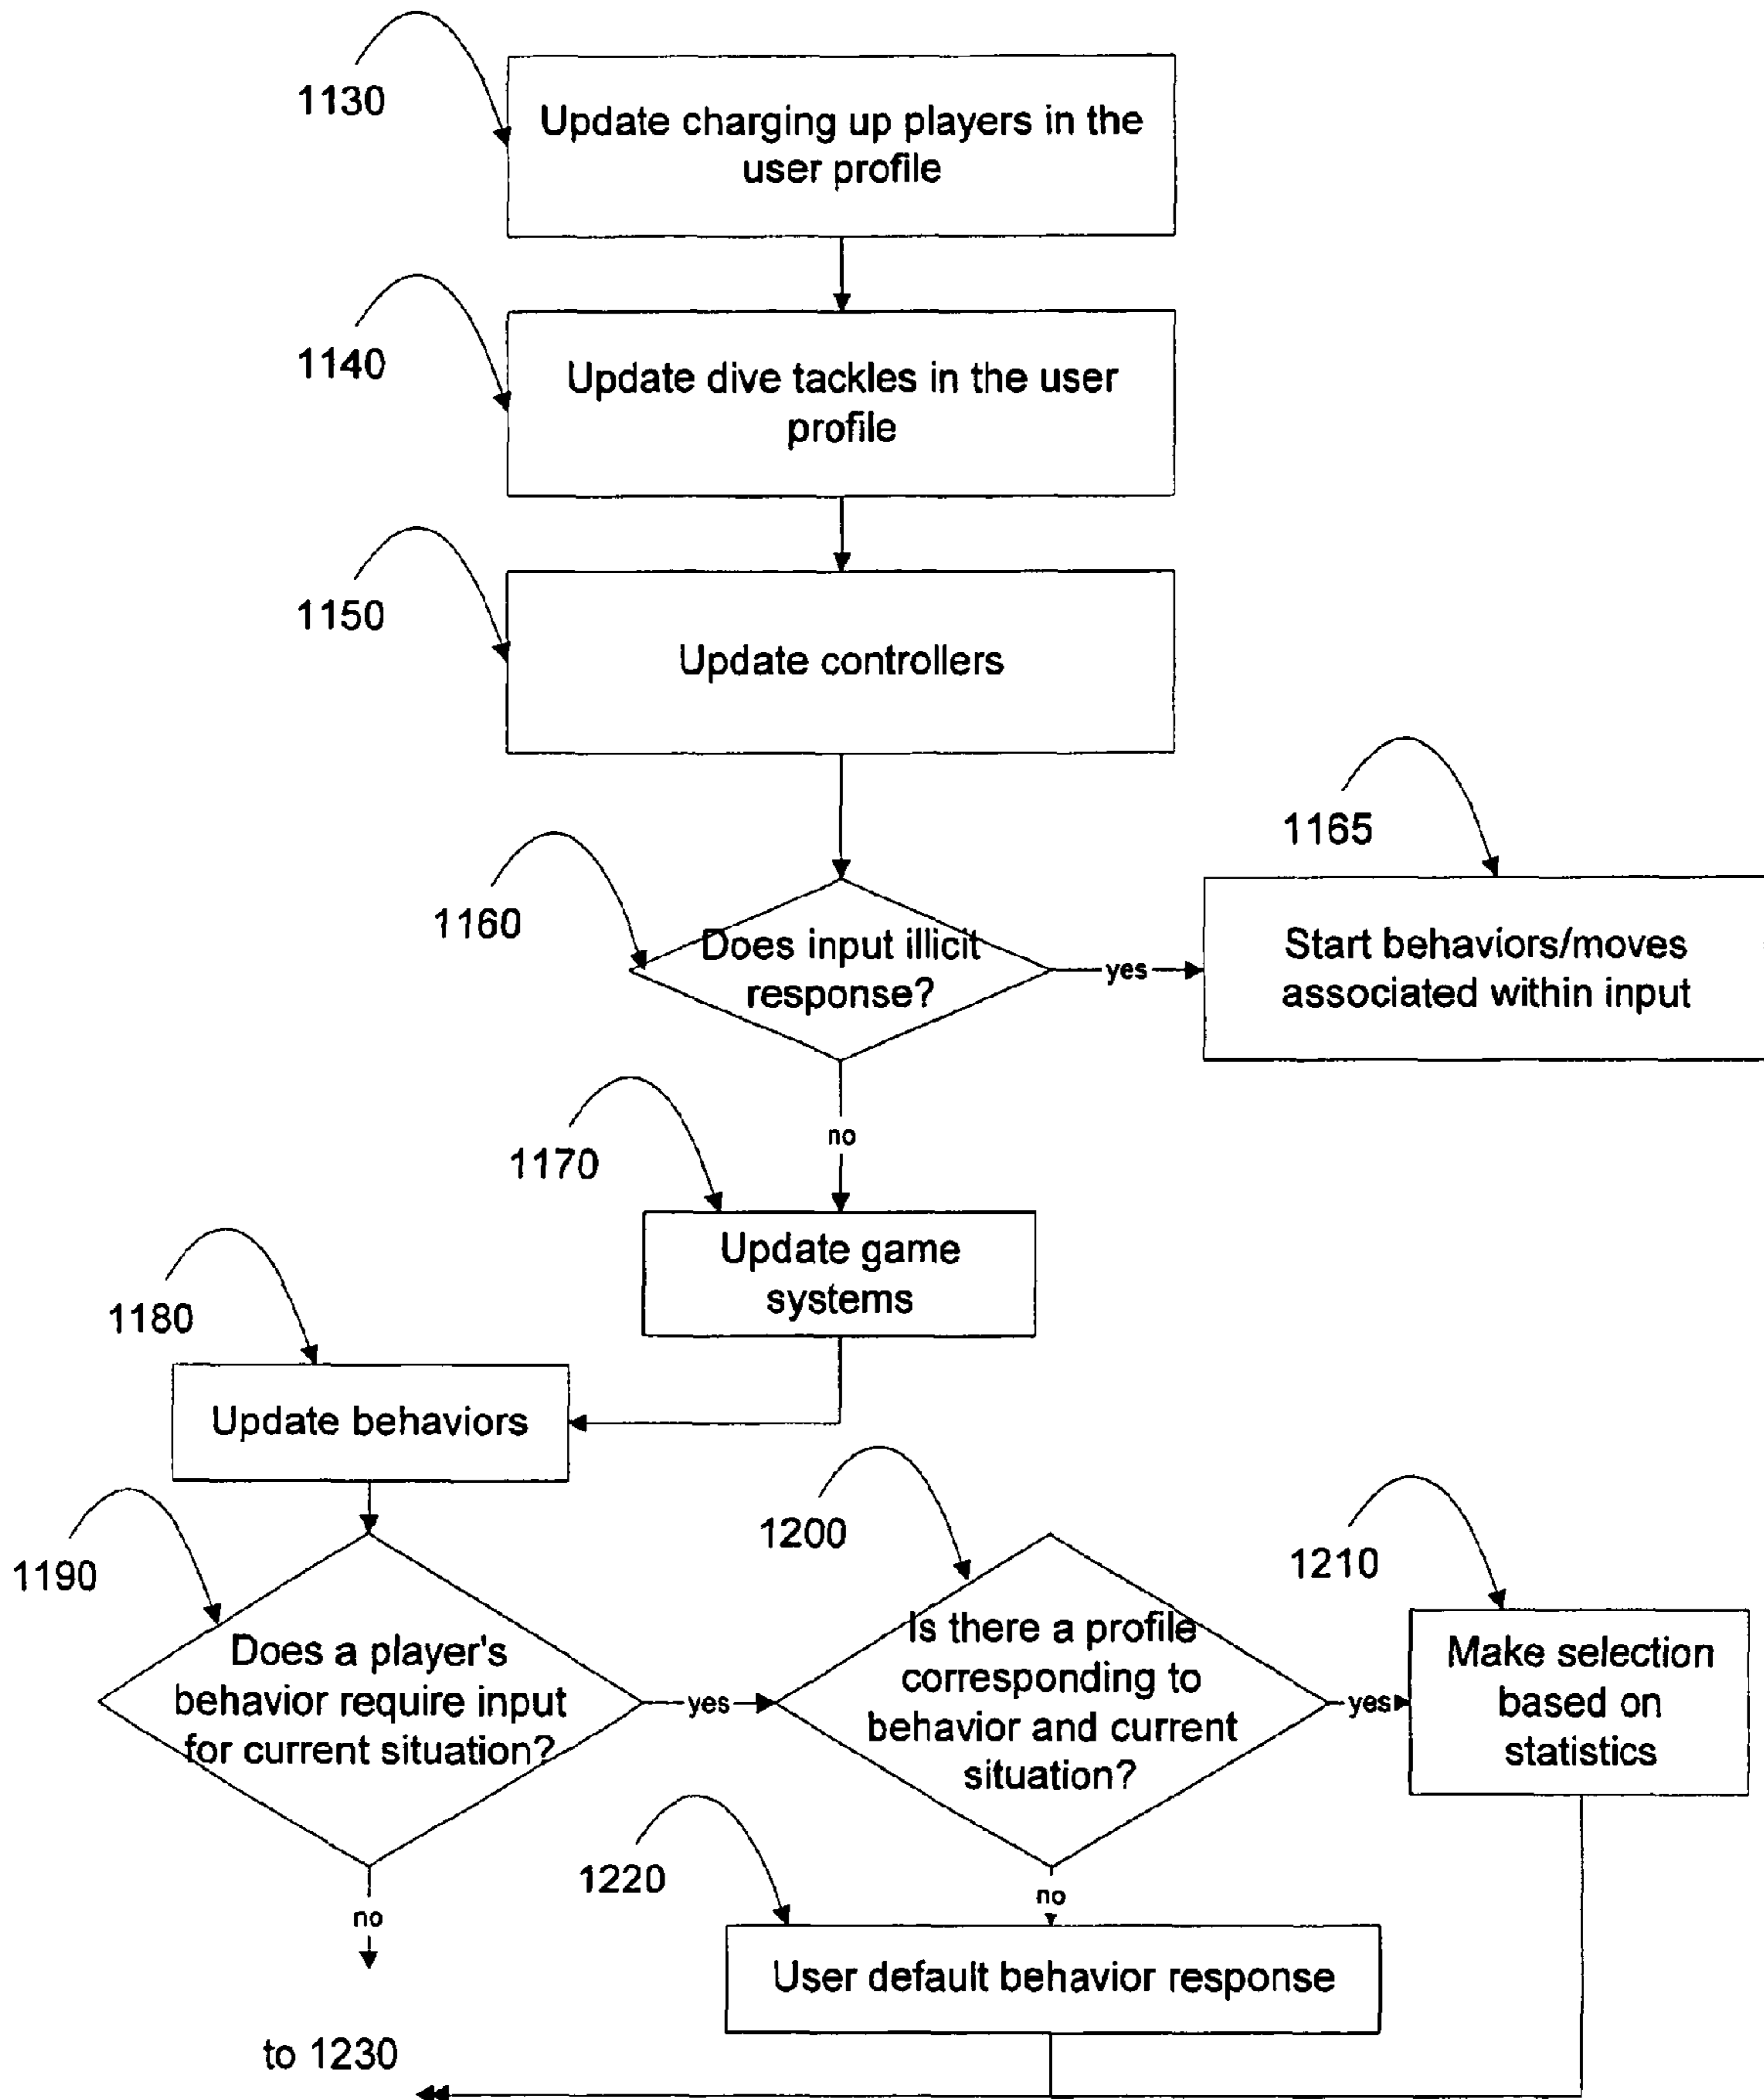 1130
Update charging up players in the
user profile
1140
Update dive tackles in the user
profile
1150
Update controllers
1160
Does input illicit
response?
yes
1165
Start behaviors/moves
associated within input
no
1170
Update game
systems
1180
Update behaviors
1190
Does a player's
behavior require input
for current situation?
yes
1200
Is there a profile
corresponding to
behavior and current
situation?
yes
1210
Make selection
based on
statistics
no
1220
no
User default behavior response
to 1230